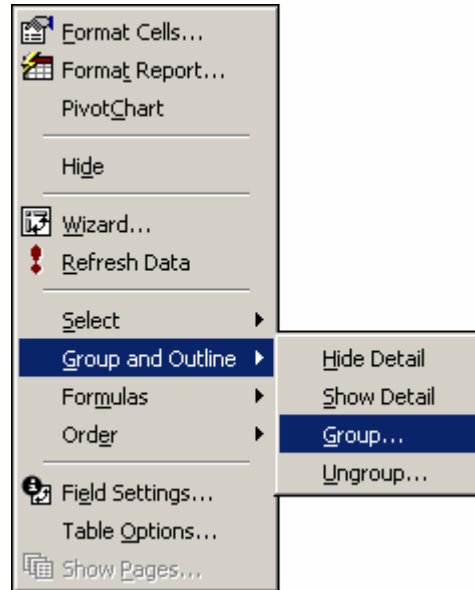 Format Cells...
Format Report...
PivotChart
Hide
Wizard...
Refresh Data
Select
Group and Outline
Hide Detail
Show Detail
Group...
Ungroup...
Formulas
Order
Field Settings...
Table Options...
Show Pages...